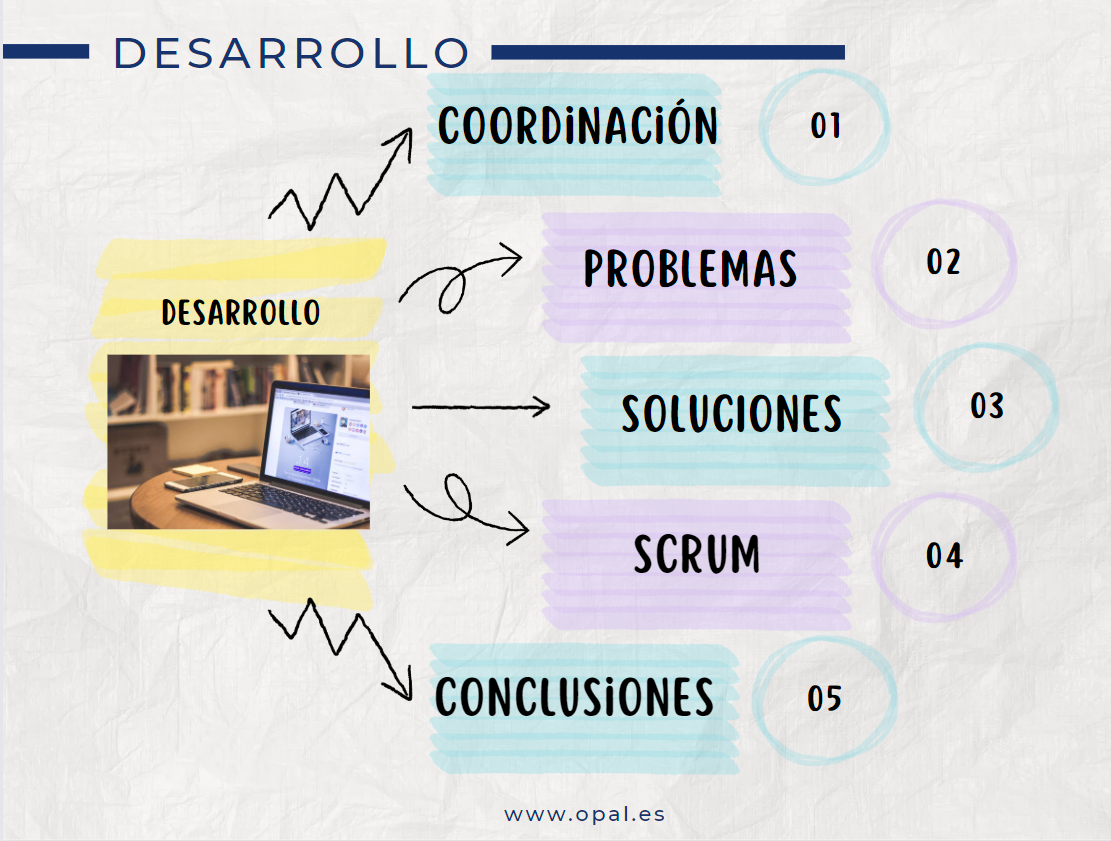 DESARROLLO
COORDiNACiÓN
01
PROBLEMAS
02
DESARROLLO
SOLUCIONES
03
SCRUM
04
CONCLUSiONES
05
www.opal.es